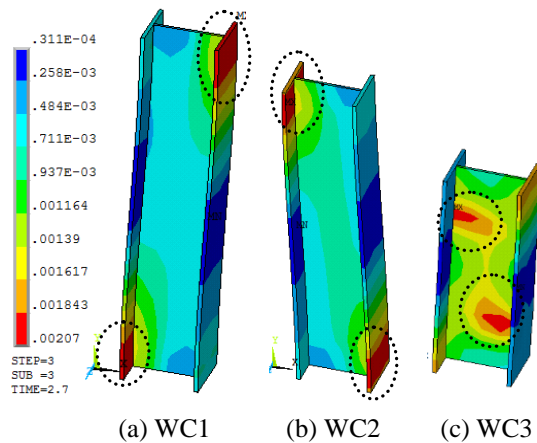 .311E-04
.258E-03
.484E-03
.711E-03
.937E-03
.001164
.00139
.001617
.001843
.00207
STEP=3
SUB =3
TIME=2.7
(a) WC1
(b) WC2
(c) WC3